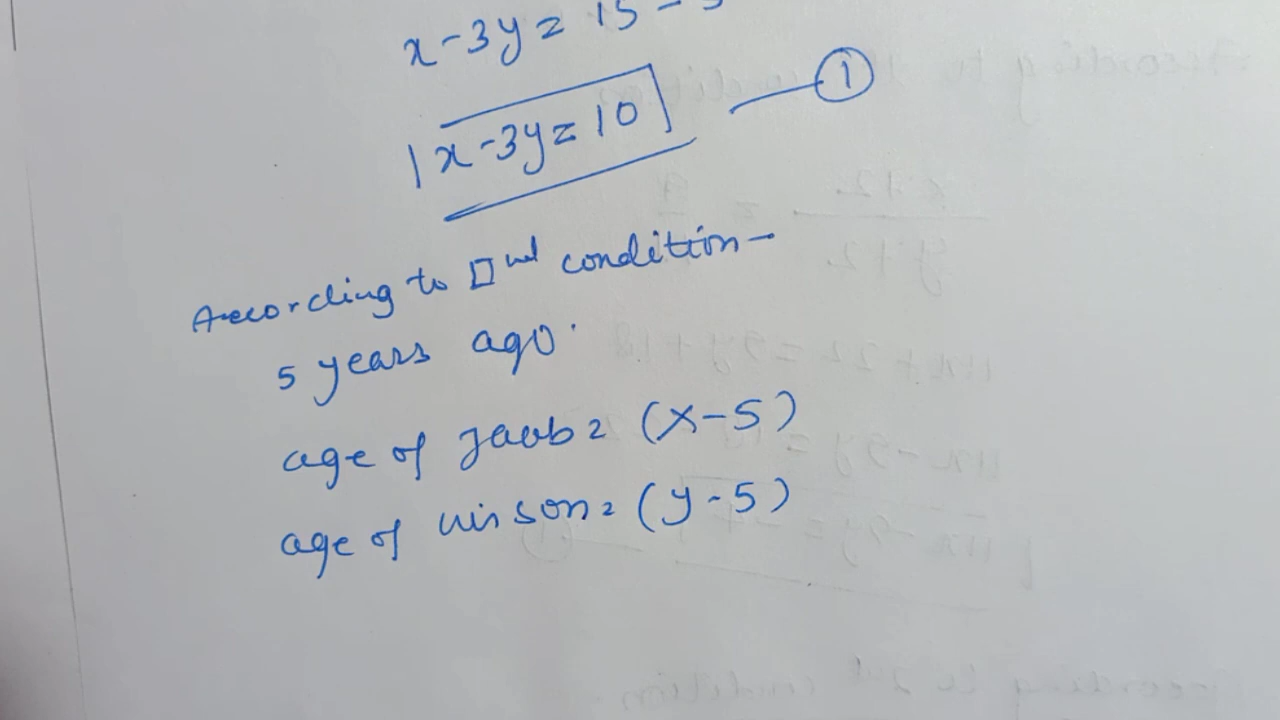 x-3y = 15 - 5
x-3y = 10 ①
According to IInd condition -
5 years ago.
age of Jacob = (x-5)
age of his son = (y-5)